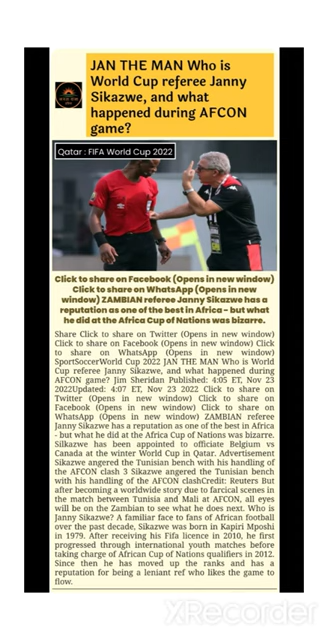 JAN THE MAN Who is
World Cup referee Janny
Sikazwe, and what
happened during AFCON
game?
Qatar : FIFA World Cup 2022
Click to share on Facebook (Opens in new window)
Click to share on WhatsApp (Opens in new
window) ZAMBIAN referee Janny Sikazwe has a
reputation as one of the best in Africa - but what
he did at the Africa Cup of Nations was bizarre.
Share Click to share on Twitter (Opens in new window)
Click to share on Facebook (Opens in new window) Click
to share on WhatsApp (Opens in new window)
SportSoccerWorld Cup 2022 JAN THE MAN Who is World
Cup referee Janny Sikazwe, and what happened during
AFCON game? Jim Sheridan Published: 4:05 ET, Nov 23
2022Updated: 4:07 ET, Nov 23 2022 Click to share on
Twitter (Opens in new window) Click to share on
Facebook (Opens in new window) Click to share on
WhatsApp (Opens in new window) ZAMBIAN referee
Janny Sikazwe has a reputation as one of the best in Africa
- but what he did at the Africa Cup of Nations was bizarre.
Silkazwe has been appointed to officiate Belgium vs
Canada at the winter World Cup in Qatar. Advertisement
Sikazwe angered the Tunisian bench with his handling of
the AFCON clash 3 Sikazwe angered the Tunisian bench
with his handling of the AFCON clashCredit: Reuters But
after becoming a worldwide story due to farcical scenes in
the match between Tunisia and Mali at AFCON, all eyes
will be on the Zambian to see what he does next. Who is
Janny Sikazwe? A familiar face to fans of African football
over the past decade, Sikazwe was born in Kapiri Mposhi
in 1979. After receiving his Fifa licence in 2010, he first
progressed through international youth matches before
taking charge of African Cup of Nations qualifiers in 2012.
Since then he has moved up the ranks and has a
reputation for being a leniant ref who likes the game to
flow.
XRecorder